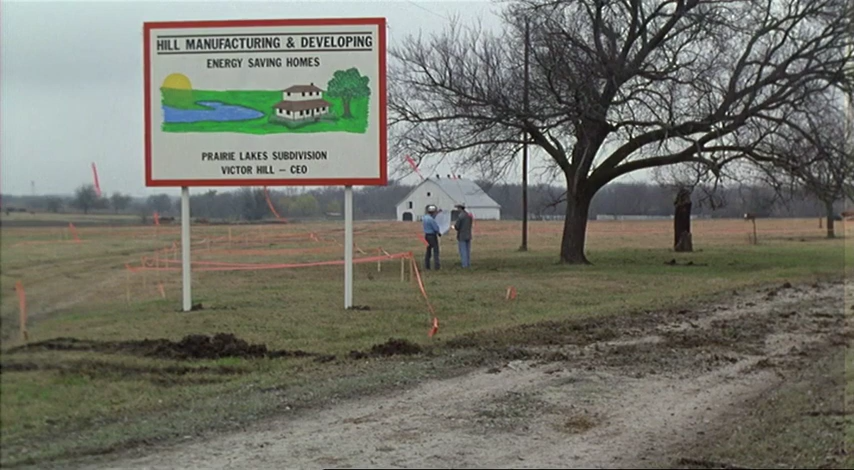 HILL MANUFACTURING & DEVELOPING
ENERGY SAVING HOMES
PRAIRIE LAKES SUBDIVISION
VICTOR HILL – CEO